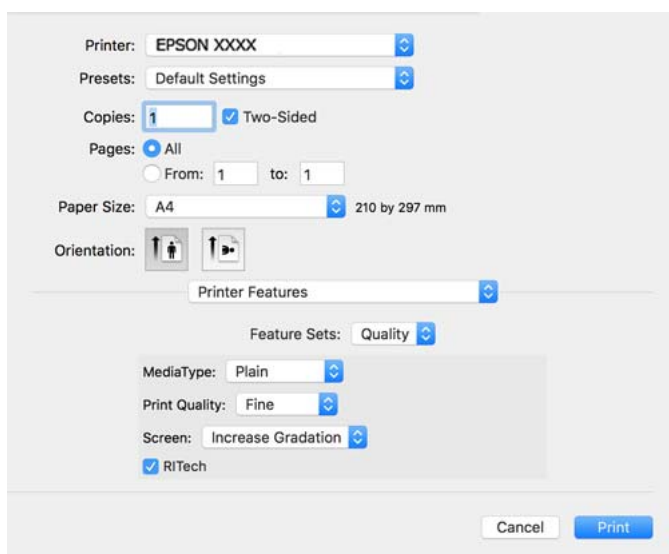 Printer: EPSON XXXX
Presets: Default Settings
Copies: 1 Two-Sided
Pages: All
From: 1 to: 1
Paper Size: A4 210 by 297 mm
Orientation:
Printer Features
Feature Sets: Quality
MediaType: Plain
Print Quality: Fine
Screen: Increase Gradation
RITech
Cancel Print